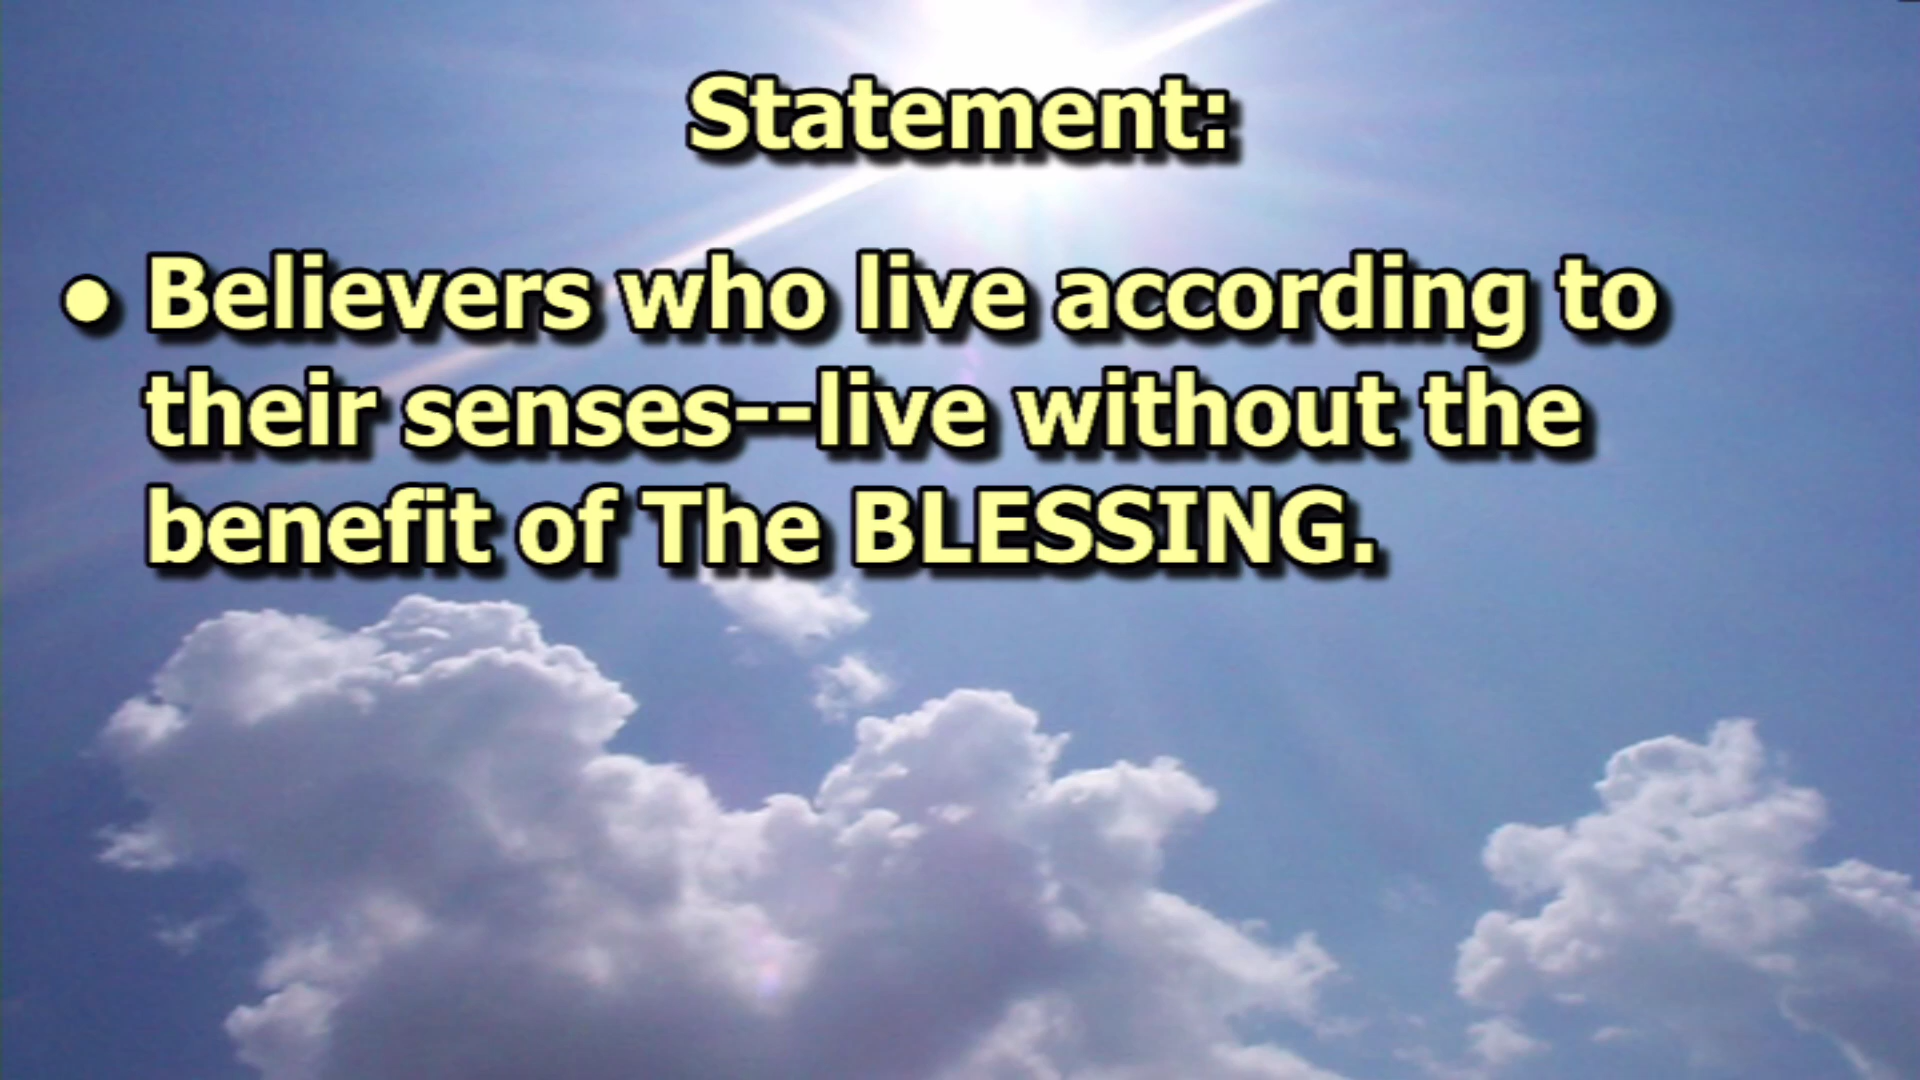 Statement:
• Believers who live according to
their senses--live without the
benefit of The BLESSING.